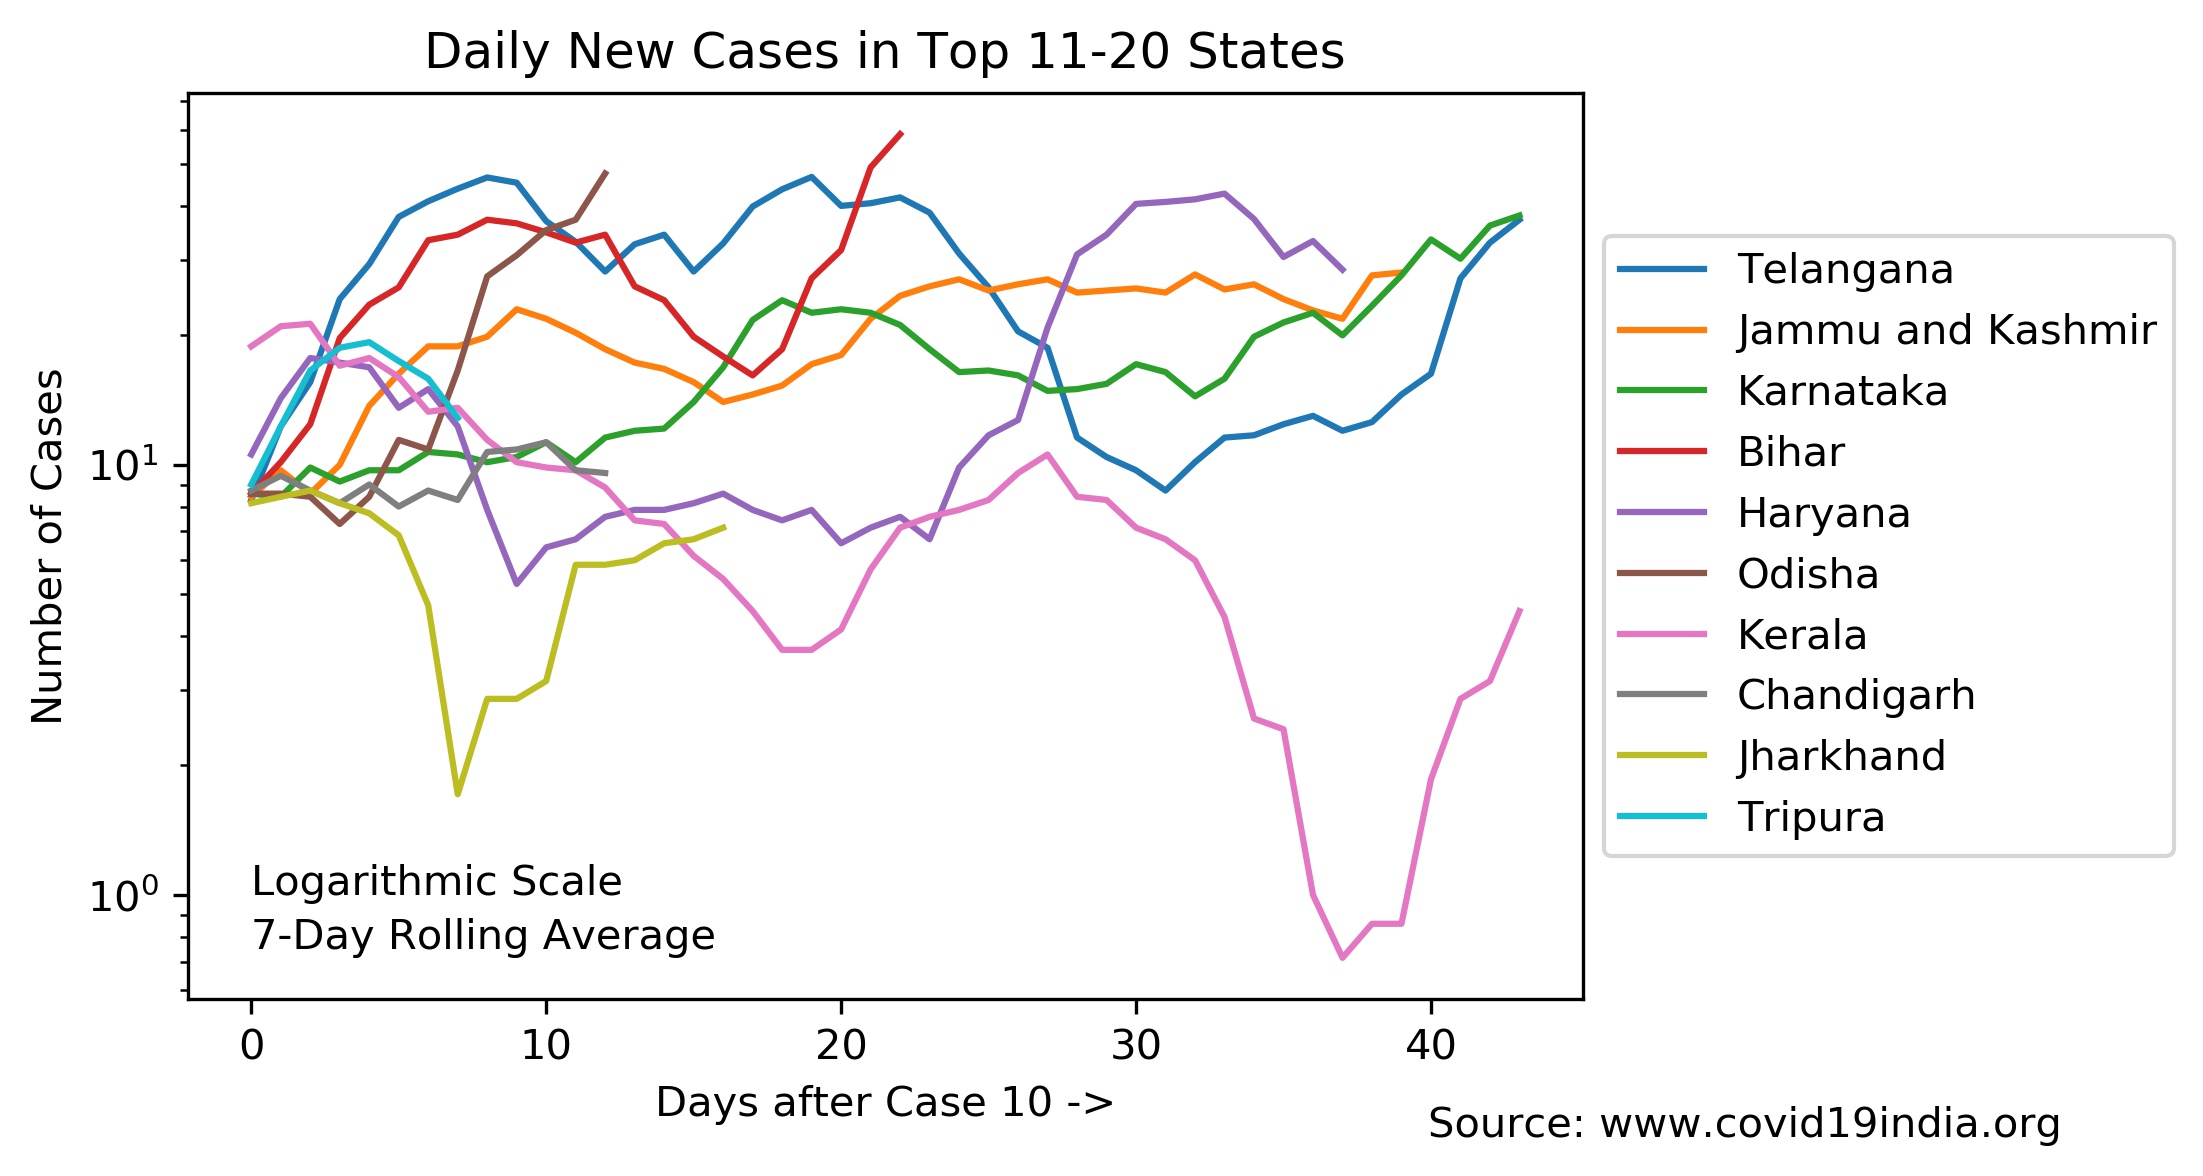 Daily New Cases in Top 11-20 States
Number of Cases
10¹
10⁰
Logarithmic Scale
7-Day Rolling Average
0 10 20 30 40
Days after Case 10 ->
Telangana
Jammu and Kashmir
Karnataka
Bihar
Haryana
Odisha
Kerala
Chandigarh
Jharkhand
Tripura
Source: www.covid19india.org